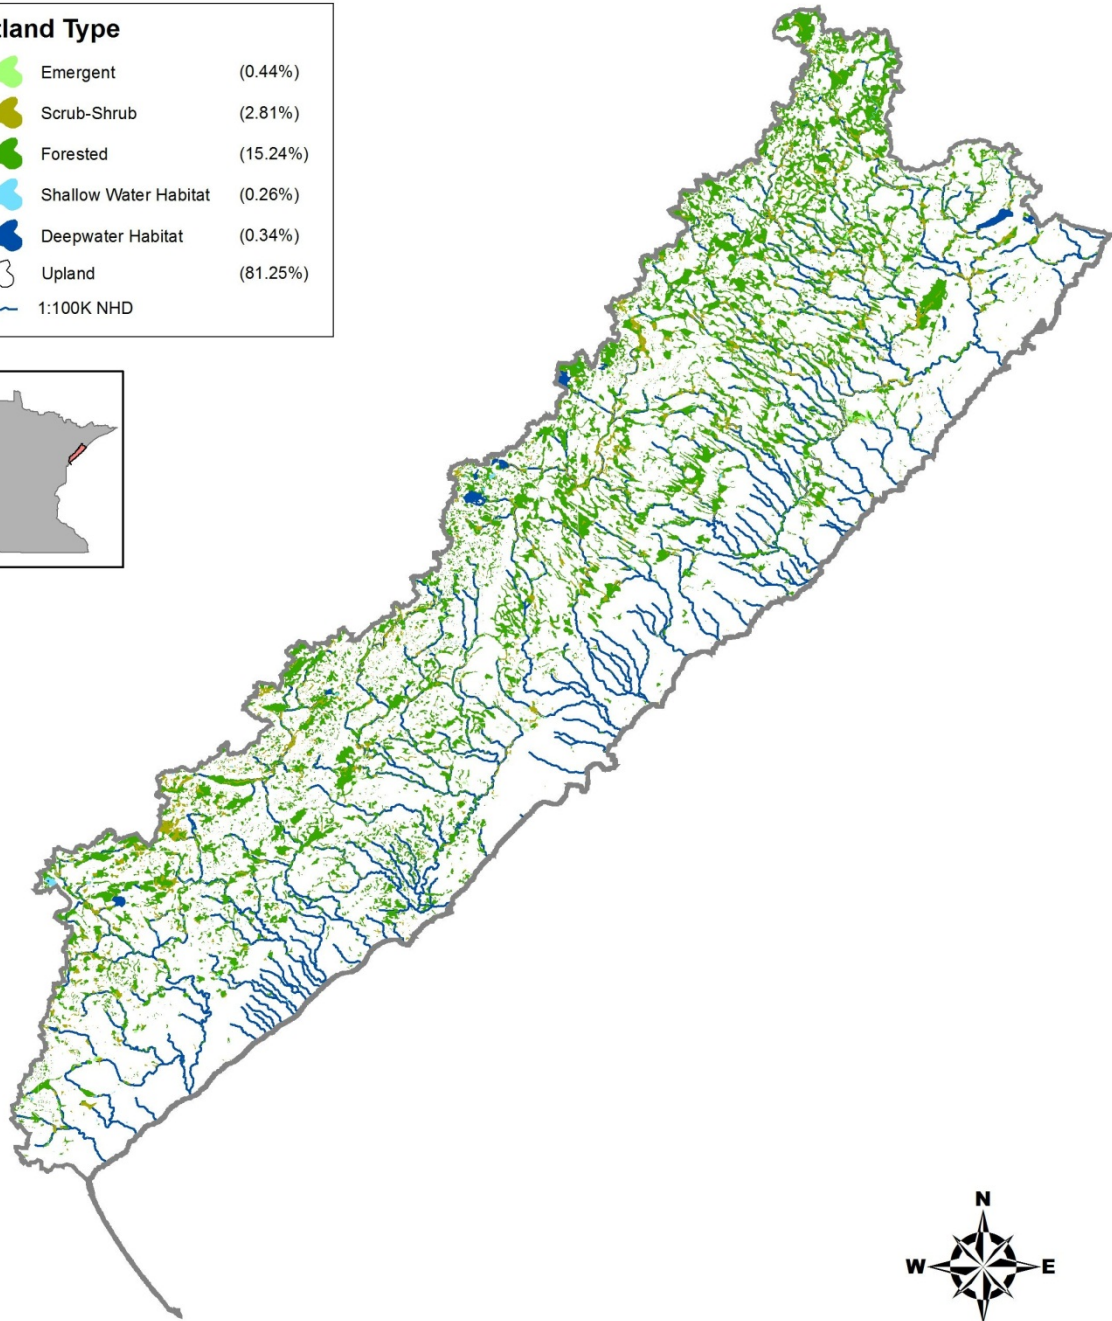 tland Type
Emergent (0.44%)
Scrub-Shrub (2.81%)
Forested (15.24%)
Shallow Water Habitat (0.26%)
Deepwater Habitat (0.34%)
Upland (81.25%)
1:100K NHD
N
W E